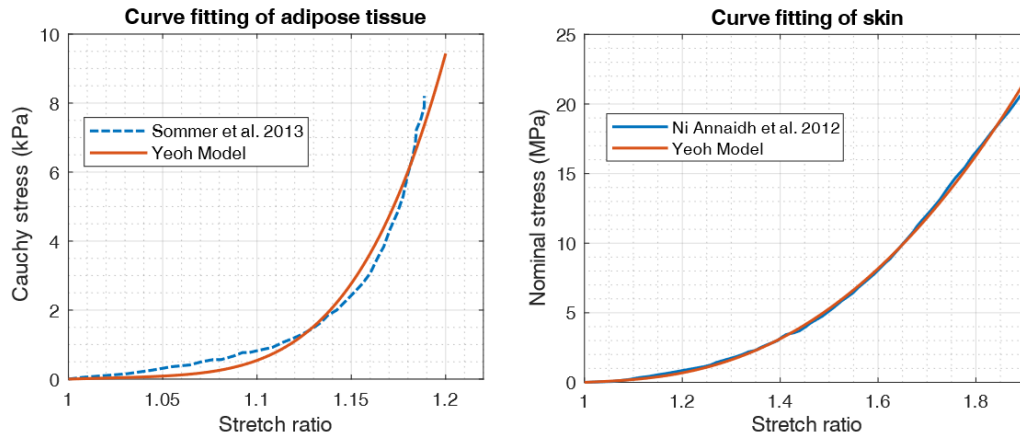 Curve fitting of adipose tissue
10
8
6
4
2
0
Cauchy stress (kPa)
Sommer et al. 2013
Yeoh Model
1
1.05
1.1
1.15
1.2
Stretch ratio
Curve fitting of skin
25
20
15
10
5
0
Nominal stress (MPa)
Ni Annaidh et al. 2012
Yeoh Model
1
1.2
1.4
1.6
1.8
Stretch ratio